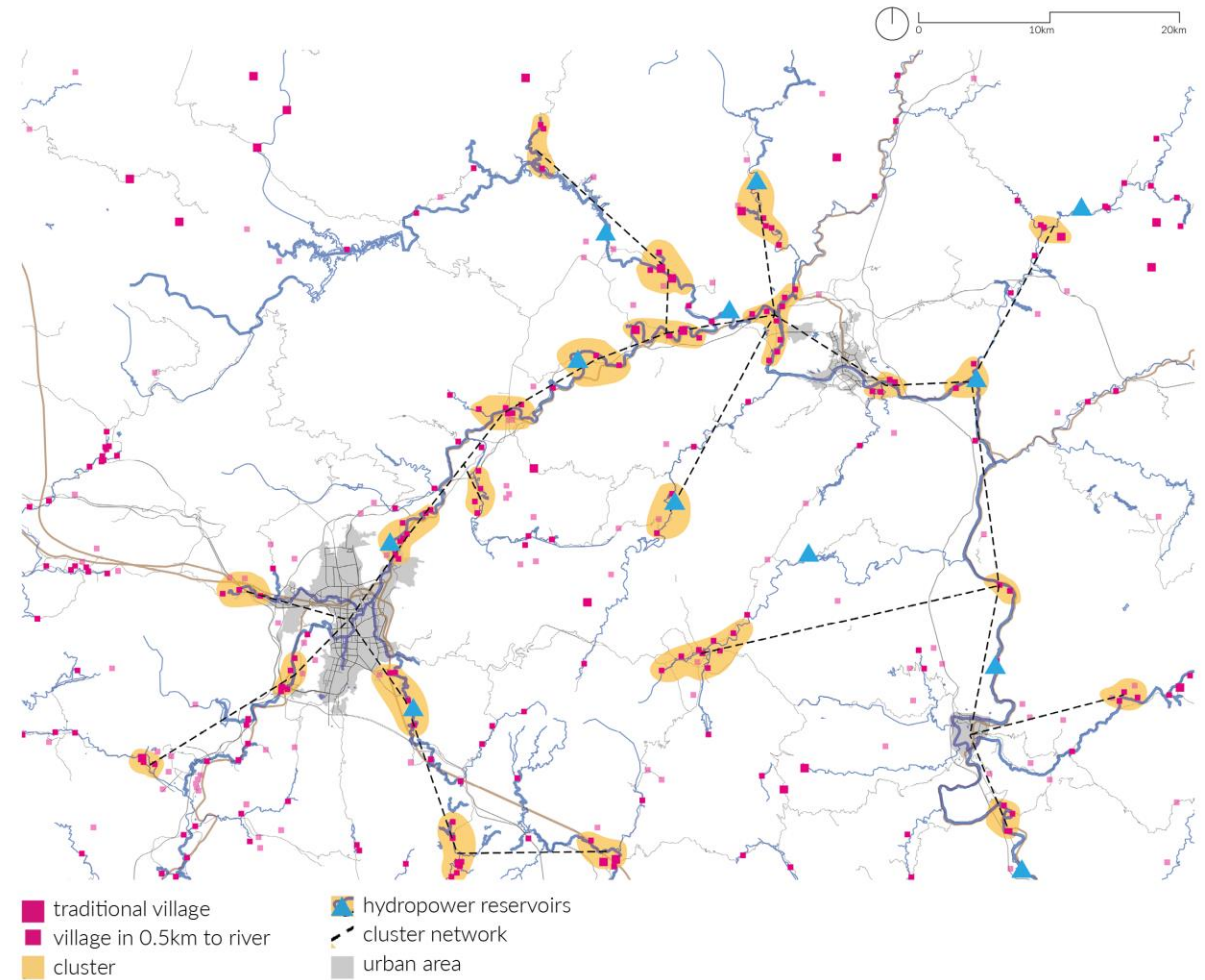 0 10km 20km
traditional village
village in 0.5km to river
cluster
hydropower reservoirs
cluster network
urban area